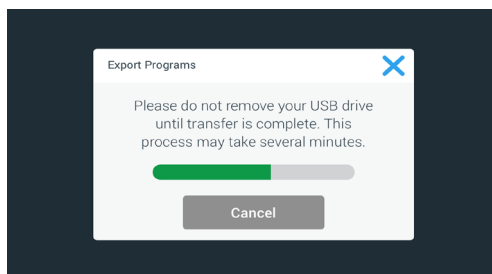 Export Programs
Please do not remove your USB drive
until transfer is complete. This
process may take several minutes.
Cancel